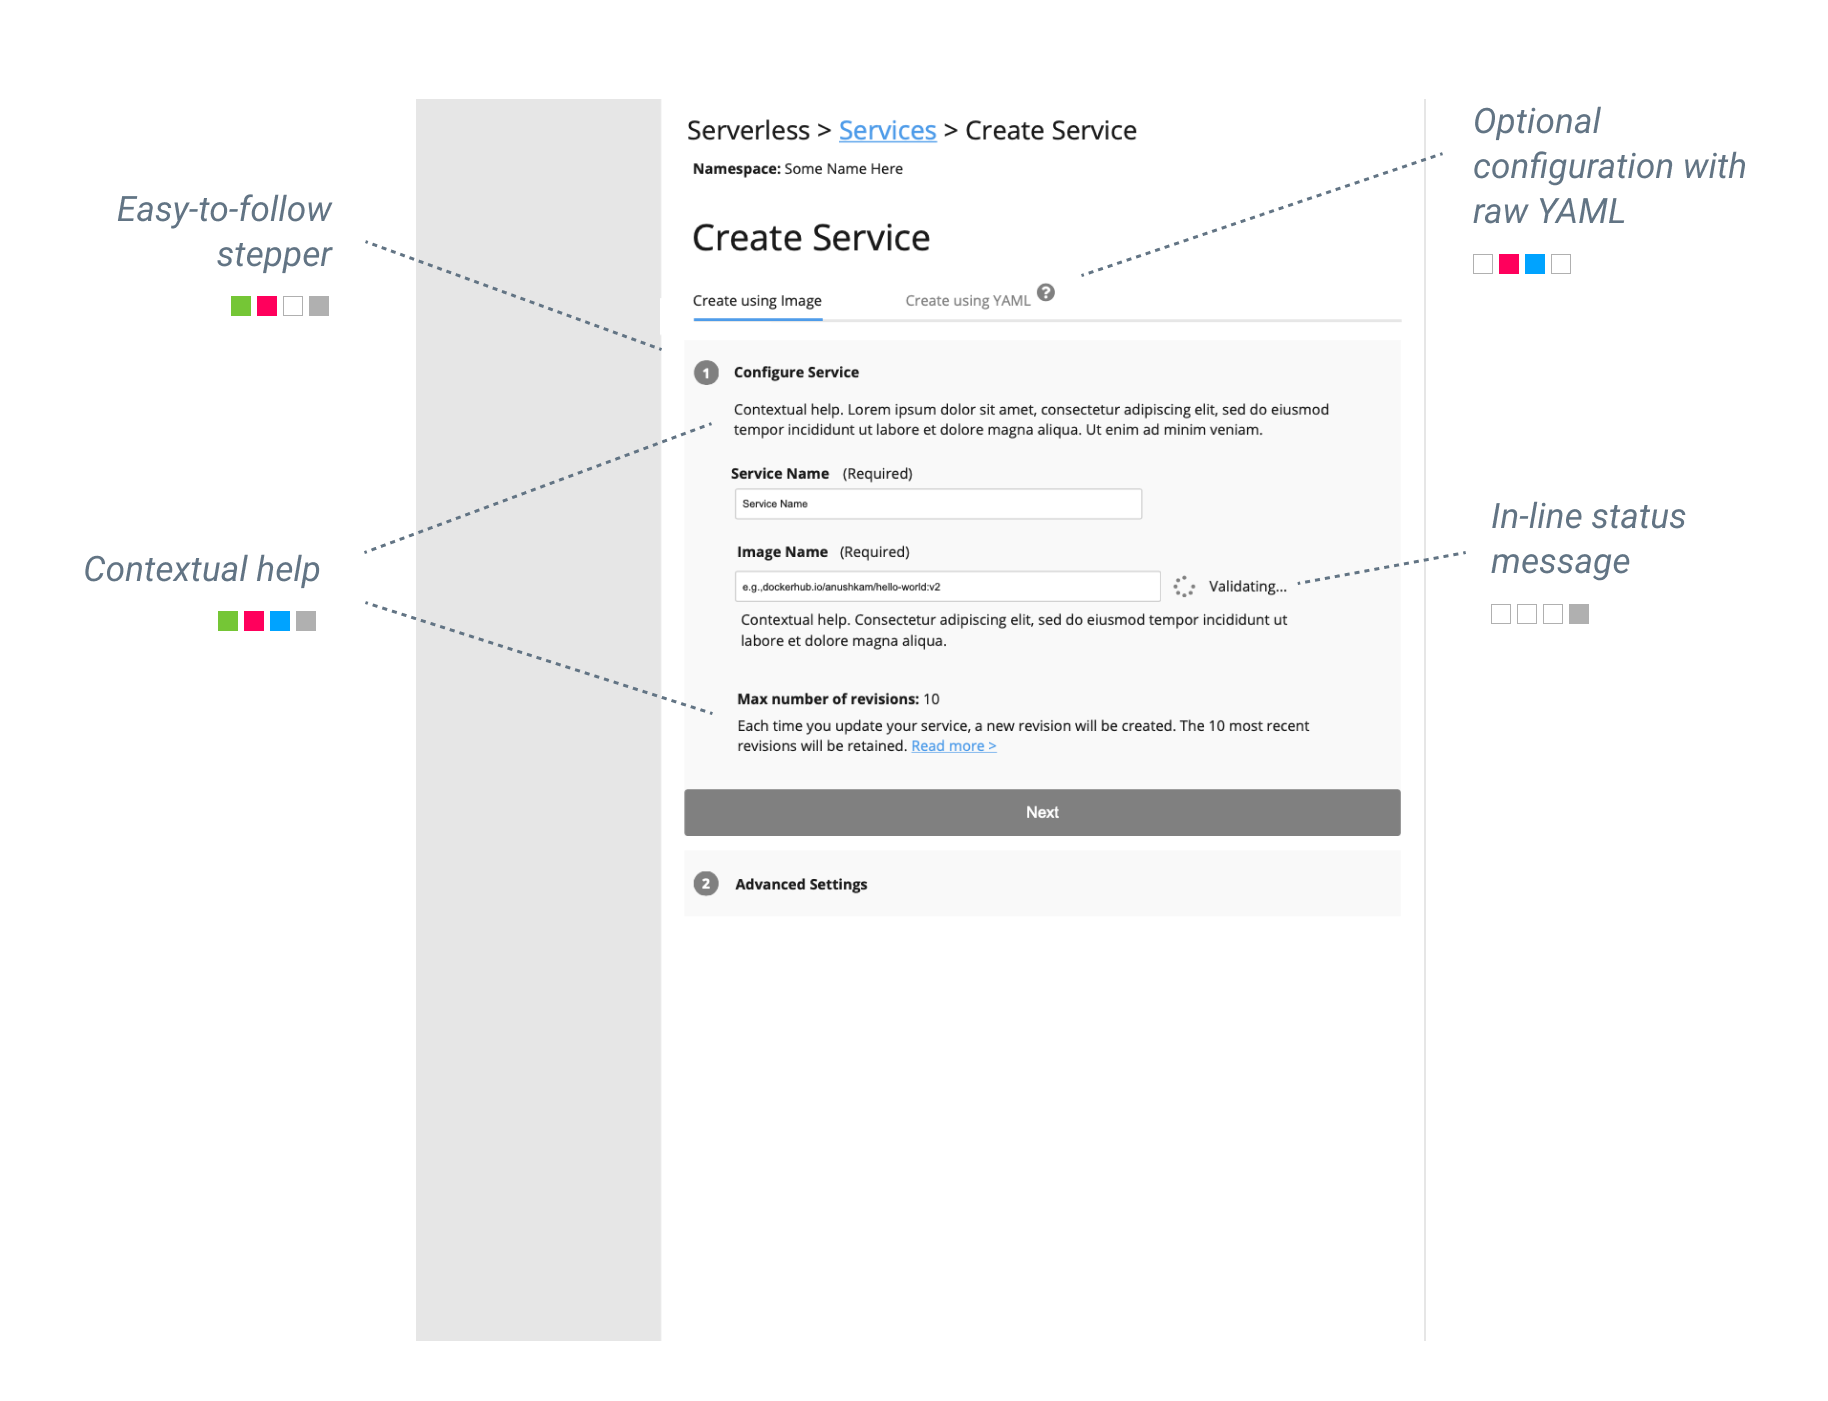 Serverless > Services > Create Service
Namespace: Some Name Here
Create Service
Create using Image
Create using YAML ?
1 Configure Service
Contextual help. Lorem ipsum dolor sit amet, consectetur adipiscing elit, sed do eiusmod
tempor incididunt ut labore et dolore magna aliqua. Ut enim ad minim veniam.
Service Name (Required)
Service Name
Image Name (Required)
e.g.,dockerhub.io/anushkam/hello-world:v2
Validating...
Contextual help. Consectetur adipiscing elit, sed do eiusmod tempor incididunt ut
labore et dolore magna aliqua.
Max number of revisions: 10
Each time you update your service, a new revision will be created. The 10 most recent
revisions will be retained. Read more >
Next
2 Advanced Settings
Easy-to-follow
stepper
Contextual help
Optional
configuration with
raw YAML
In-line status
message